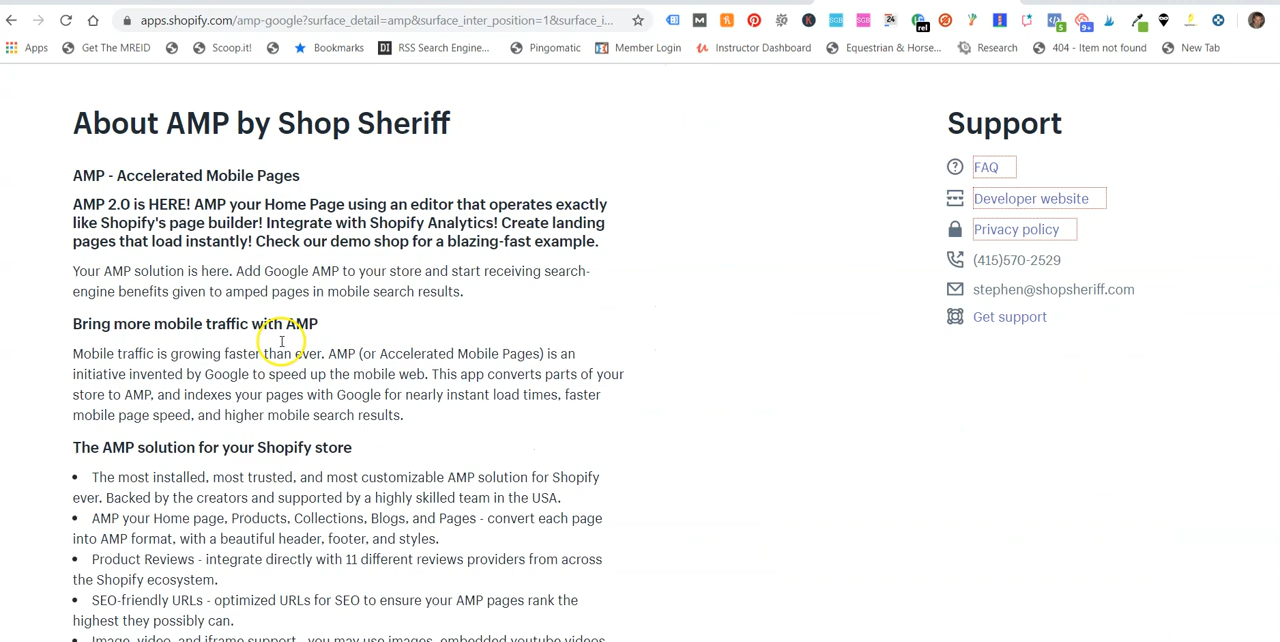 apps.shopify.com/amp-google?surface_detail=amp&surface_inter_position=1&surface_i...
Apps Get The MREID Scoop.it! Bookmarks RSS Search Engine... Pingomatic Member Login Instructor Dashboard Equestrian & Horse... Research 404 - Item not found New Tab
About AMP by Shop Sheriff
AMP - Accelerated Mobile Pages
AMP 2.0 is HERE! AMP your Home Page using an editor that operates exactly
like Shopify's page builder! Integrate with Shopify Analytics! Create landing
pages that load instantly! Check our demo shop for a blazing-fast example.
Your AMP solution is here. Add Google AMP to your store and start receiving search-
engine benefits given to amped pages in mobile search results.
Bring more mobile traffic with AMP
Mobile traffic is growing faster than ever. AMP (or Accelerated Mobile Pages) is an
initiative invented by Google to speed up the mobile web. This app converts parts of your
store to AMP, and indexes your pages with Google for nearly instant load times, faster
mobile page speed, and higher mobile search results.
The AMP solution for your Shopify store
• The most installed, most trusted, and most customizable AMP solution for Shopify
ever. Backed by the creators and supported by a highly skilled team in the USA.
• AMP your Home page, Products, Collections, Blogs, and Pages - convert each page
into AMP format, with a beautiful header, footer, and styles.
• Product Reviews - integrate directly with 11 different reviews providers from across
the Shopify ecosystem.
• SEO-friendly URLs - optimized URLs for SEO to ensure your AMP pages rank the
highest they possibly can.
• Image, video, and iframe support - you may use images, embedded youtube videos
Support
FAQ
Developer website
Privacy policy
(415)570-2529
stephen@shopsheriff.com
Get support